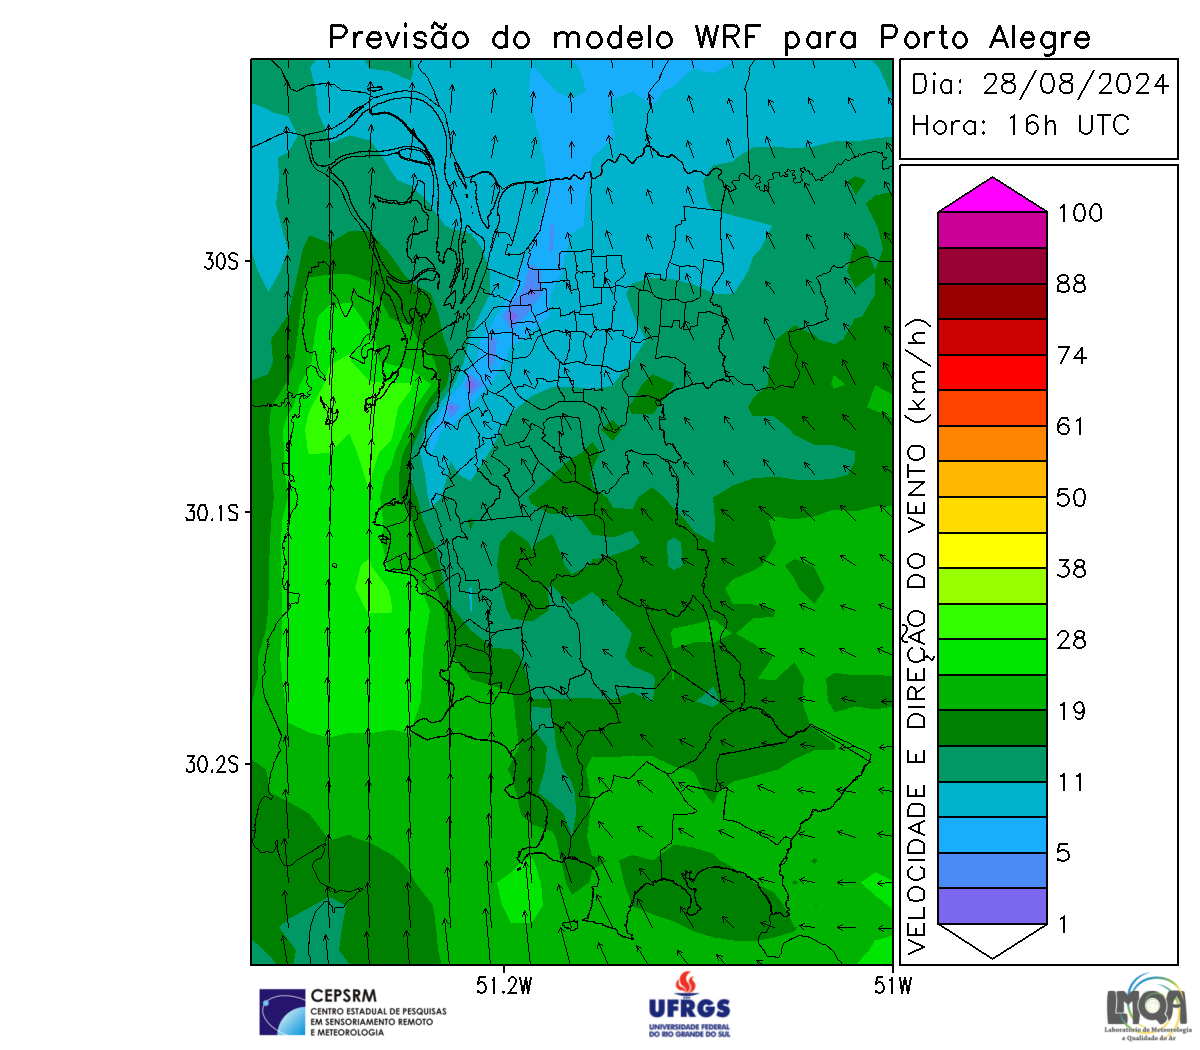 Previsão do modelo WRF para Porto Alegre
Dia: 28/08/2024
Hora: 16h UTC
30S
30.1S
30.2S
51.2W
51W
VELOCIDADE E DIREÇÃO DO VENTO (km/h)
100
88
74
61
50
38
28
19
11
5
1
CEPSRM
CENTRO ESTADUAL DE PESQUISAS
EM SENSORIAMENTO REMOTO
E METEOROLOGIA
UFRGS
UNIVERSIDADE FEDERAL
DO RIO GRANDE DO SUL
LMQA
Laboratório de Meteorologia
e Qualidade do Ar